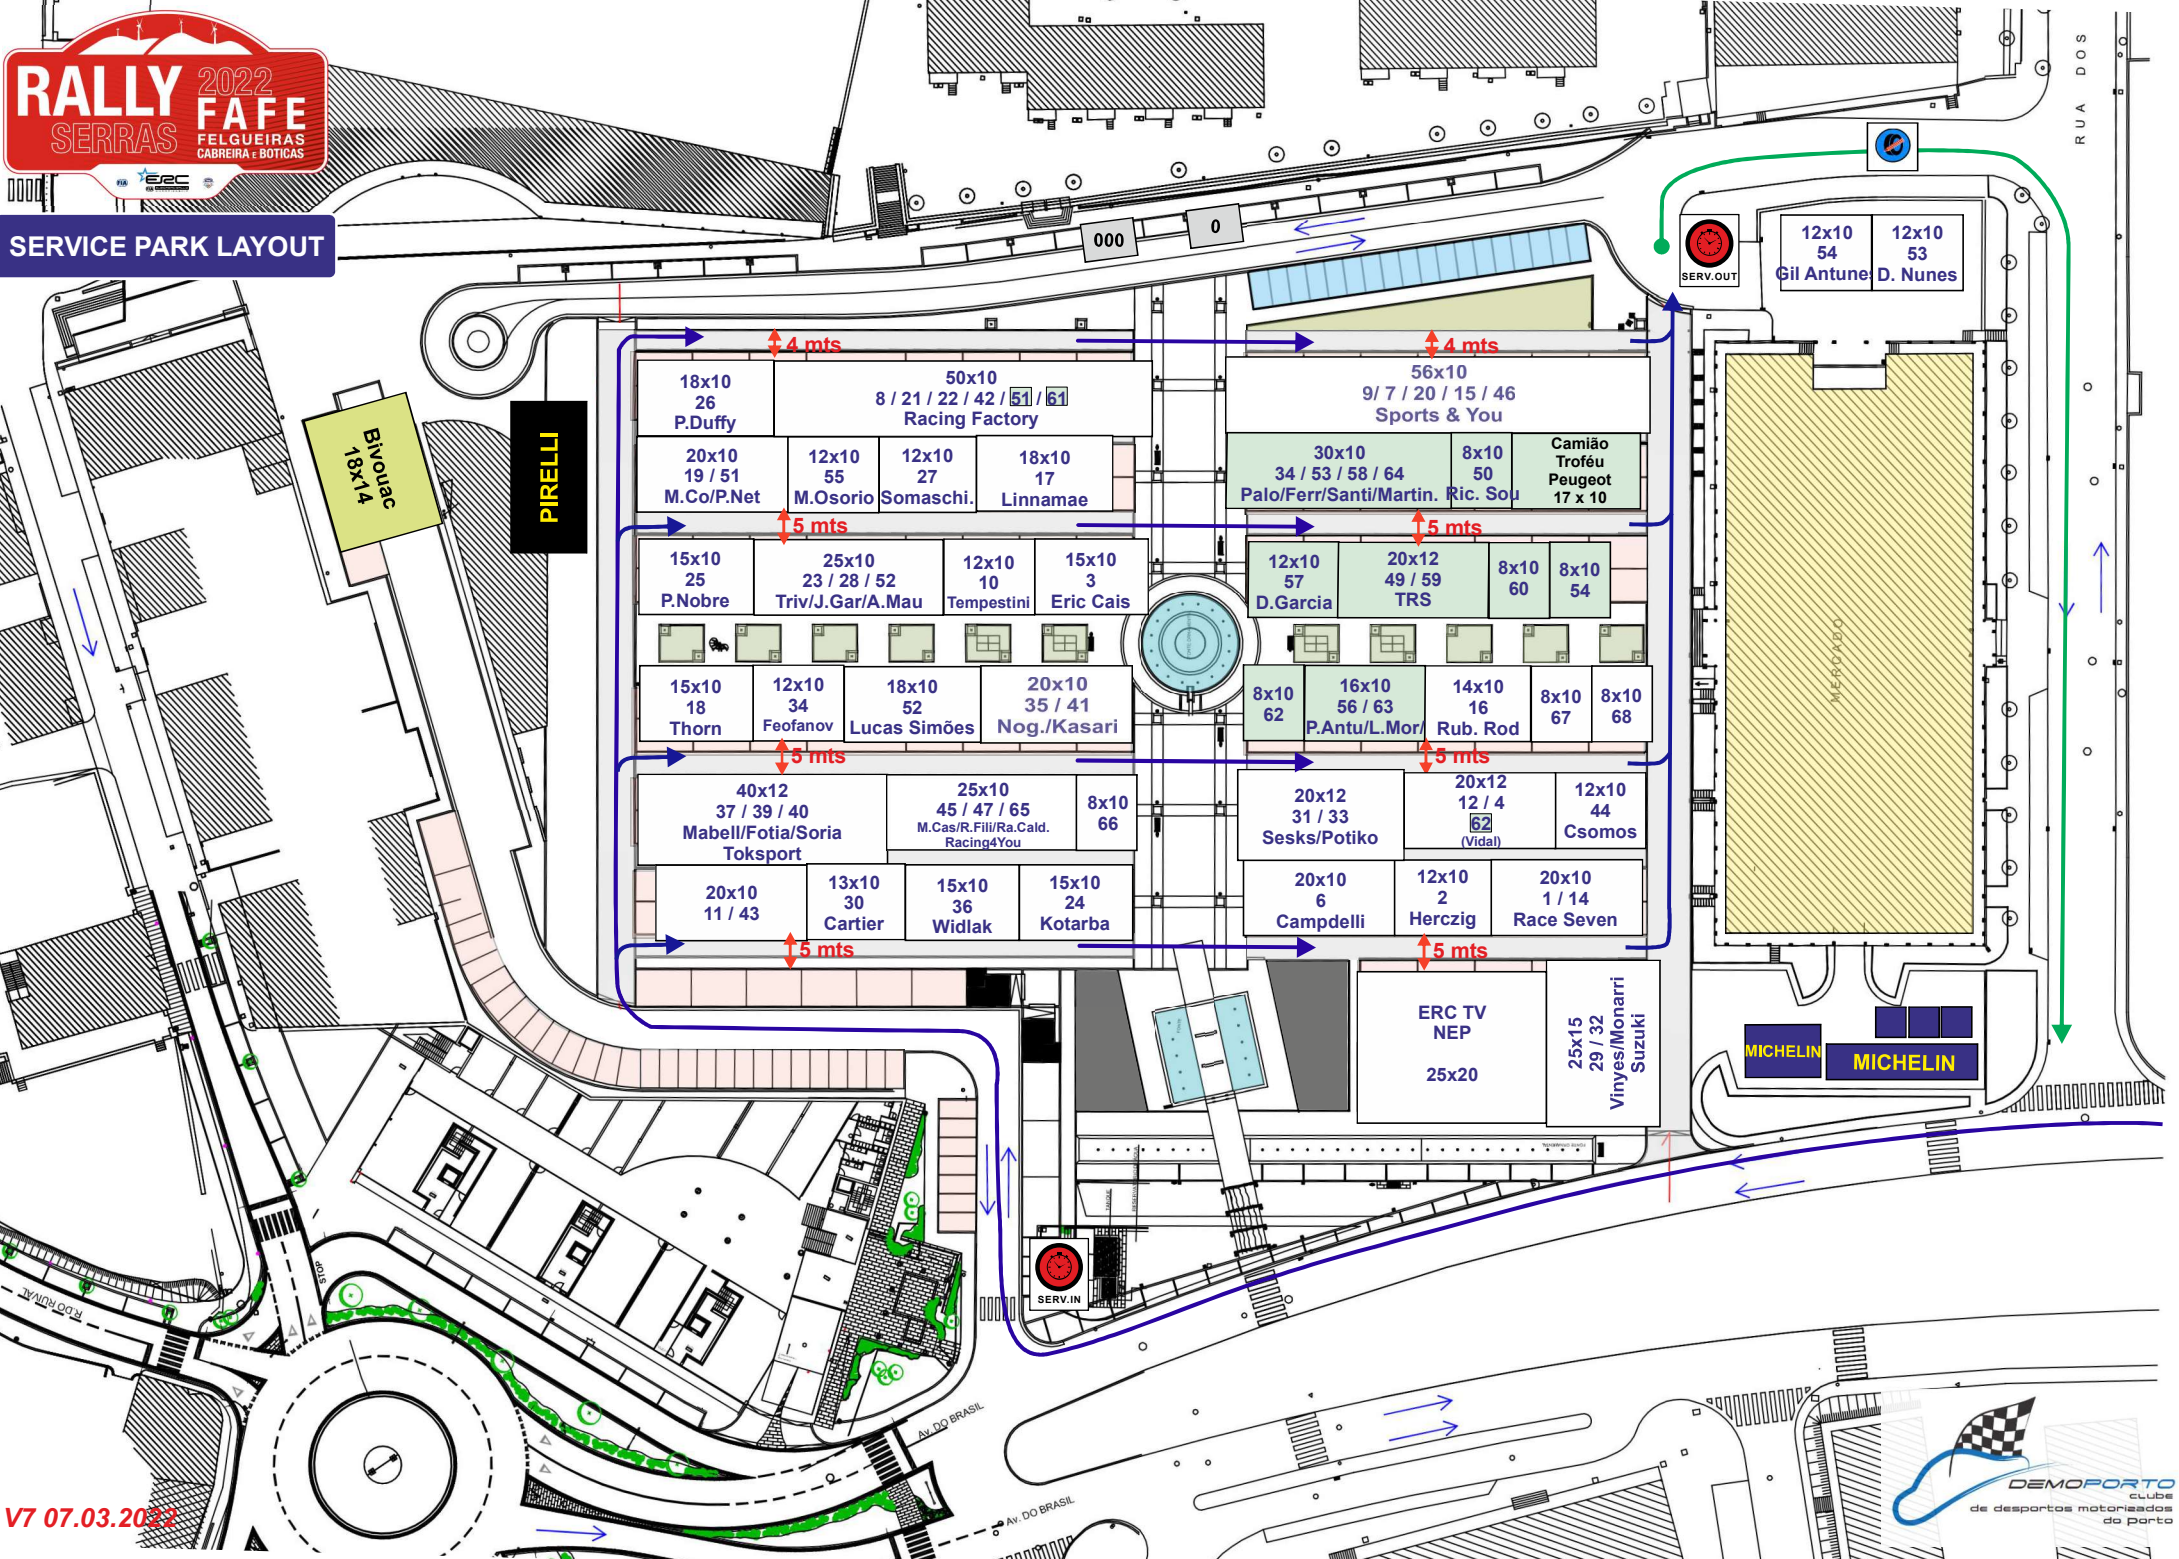 RALLY
SERRAS
2022
FAFE
FELGUEIRAS
CABREIRA E BOTICAS
FIA
ERC
SERVICE PARK LAYOUT
RUA DOS
000
0
SERV.OUT
12x10
54
Gil Antunes
12x10
53
D. Nunes
4 mts
4 mts
18x10
26
P.Duffy
50x10
8 / 21 / 22 / 42 / 51 / 61
Racing Factory
56x10
9/ 7 / 20 / 15 / 46
Sports & You
Bivouac
18x14
PIRELLI
20x10
19 / 51
M.Co/P.Net
12x10
55
M.Osorio
12x10
27
Somaschi.
18x10
17
Linnamae
30x10
34 / 53 / 58 / 64
Palo/Ferr/Santi/Martin.
8x10
50
Ric. Sou
Camião
Troféu
Peugeot
17 x 10
5 mts
5 mts
15x10
25
P.Nobre
25x10
23 / 28 / 52
Triv/J.Gar/A.Mau
12x10
10
Tempestini
15x10
3
Eric Cais
12x10
57
D.Garcia
20x12
49 / 59
TRS
8x10
60
8x10
54
MERCADO
15x10
18
Thorn
12x10
34
Feofanov
18x10
52
Lucas Simões
20x10
35 / 41
Nog./Kasari
8x10
62
16x10
56 / 63
P.Antu/L.Mor/
14x10
16
Rub. Rod
8x10
67
8x10
68
5 mts
5 mts
40x12
37 / 39 / 40
Mabell/Fotia/Soria
Toksport
25x10
45 / 47 / 65
M.Cas/R.Fili/Ra.Cald.
Racing4You
8x10
66
20x12
31 / 33
Sesks/Potiko
20x12
12 / 4
62
(Vidal)
12x10
44
Csomos
20x10
11 / 43
13x10
30
Cartier
15x10
36
Widlak
15x10
24
Kotarba
20x10
6
Campdelli
12x10
2
Herczig
20x10
1 / 14
Race Seven
5 mts
5 mts
ERC TV
NEP
25x20
25x15
29 / 32
Vinyes/Monarri
Suzuki
MICHELIN
MICHELIN
SERV.IN
STOP
R.DO RUIVAL
Av. DO BRASIL
Av. DO BRASIL
V7 07.03.2022
DEMOPORTO
CLUBE
de desportos motorizados
do porto